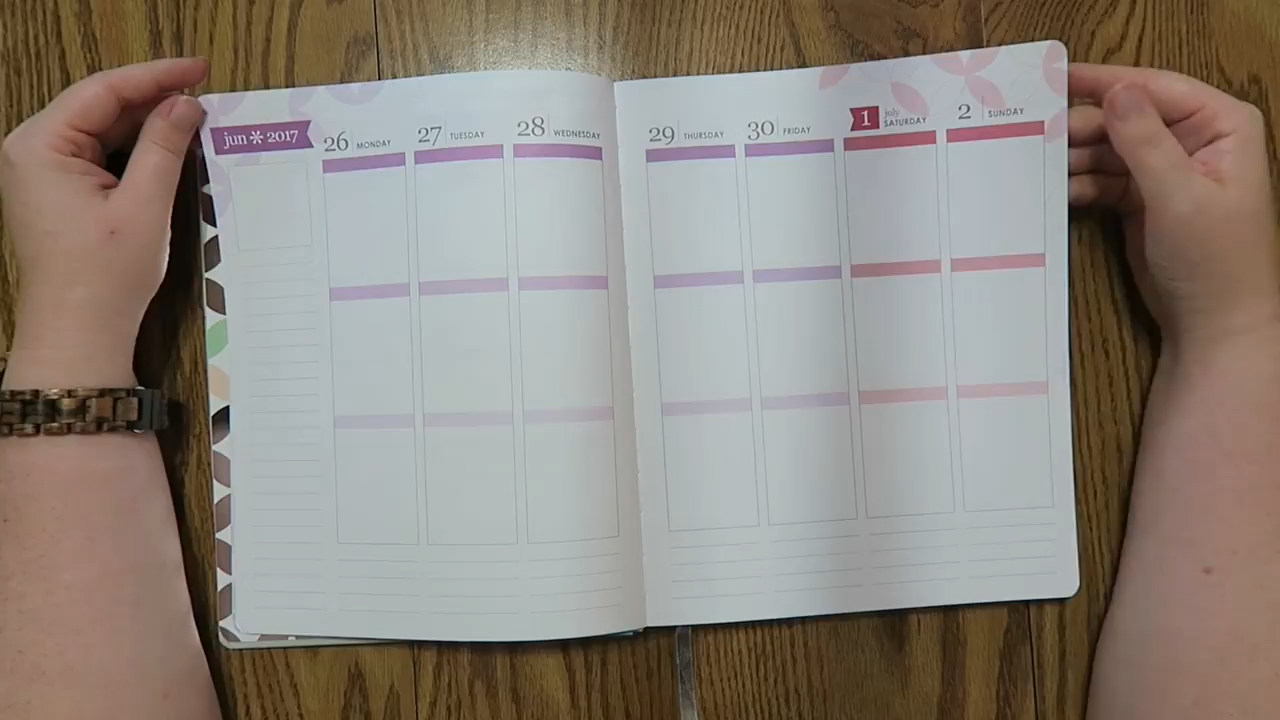 jun * 2017
26 MONDAY
27 TUESDAY
28 WEDNESDAY
29 THURSDAY
30 FRIDAY
1 july SATURDAY
2 SUNDAY